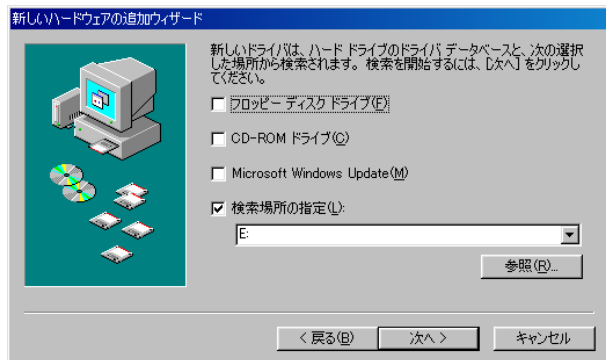 新しいハードウェアの追加ウィザード
新しいドライバは、ハード ドライブのドライバ データベースと、次の選択
した場所から検索されます。検索を開始するには、[次へ] をクリックし
てください。
フロッピー ディスク ドライブ(F)
CD-ROM ドライブ(C)
Microsoft Windows Update(M)
検索場所の指定(L):
E:
参照(R)...
< 戻る(B)
次へ >
キャンセル